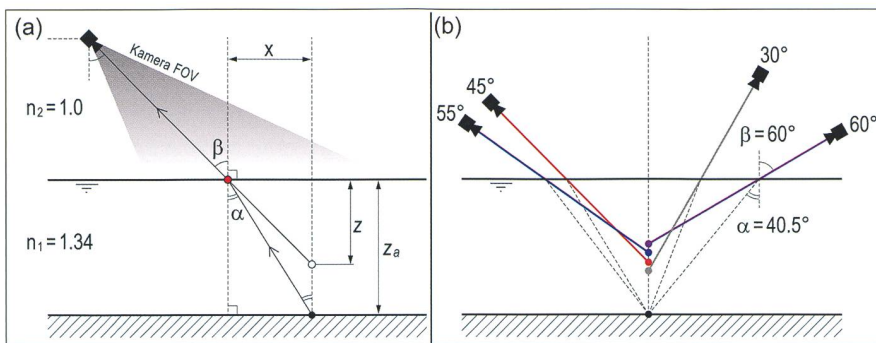 (a)
x
Kamera FOV
n₂ = 1.0
β
α
z
zₐ
n₁ = 1.34
(b)
30°
45°
55°
60°
β = 60°
α = 40.5°